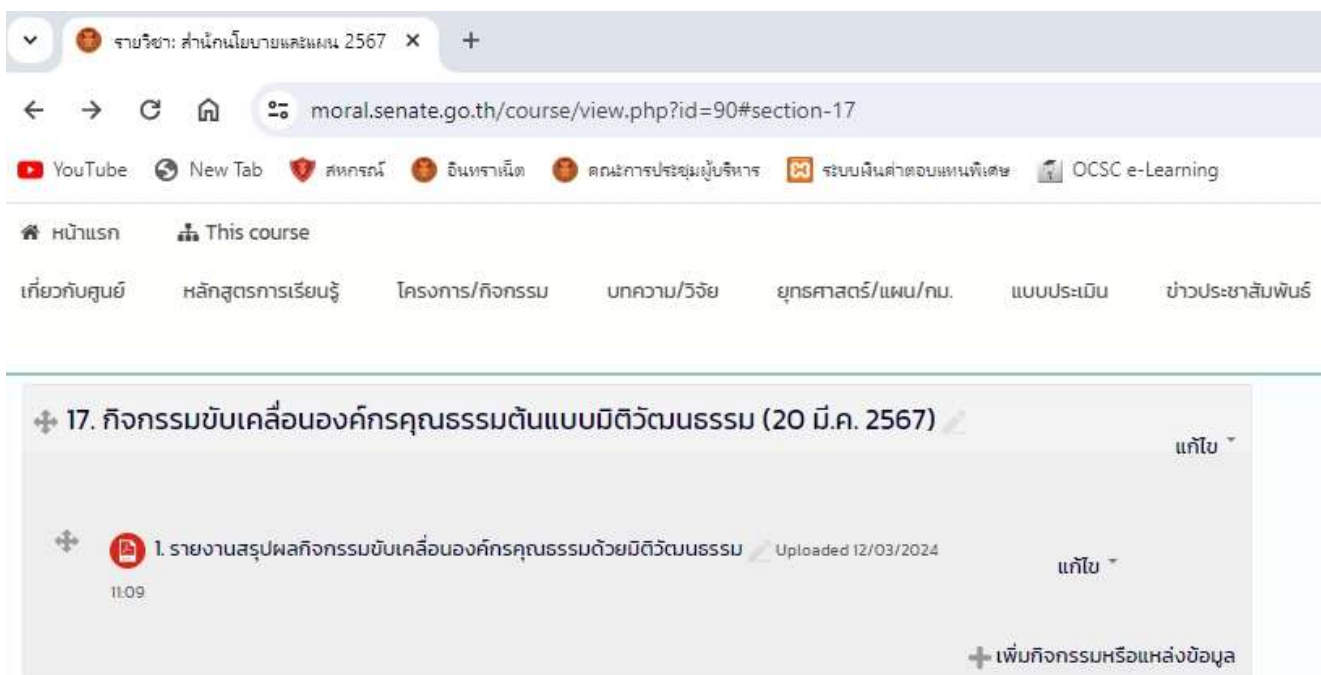 รายวิชา: สำนักนโยบายและแผน 2567
moral.senate.go.th/course/view.php?id=90#section-17
YouTube New Tab สหกรณ์ อินทราเน็ต คณะการประชุมผู้บริหาร ระบบเงินค่าตอบแทนพิเศษ OCSC e-Learning
หน้าแรก This course
เกี่ยวกับศูนย์ หลักสูตรการเรียนรู้ โครงการ/กิจกรรม บทความ/วิจัย ยุทธศาสตร์/แผน/กม. แบบประเมิน ข่าวประชาสัมพันธ์
17. กิจกรรมขับเคลื่อนองค์กรคุณธรรมต้นแบบมิติวัฒนธรรม (20 มี.ค. 2567)
แก้ไข
1. รายงานสรุปผลกิจกรรมขับเคลื่อนองค์กรคุณธรรมด้วยมิติวัฒนธรรม Uploaded 12/03/2024
11:09
แก้ไข
เพิ่มกิจกรรมหรือแหล่งข้อมูล